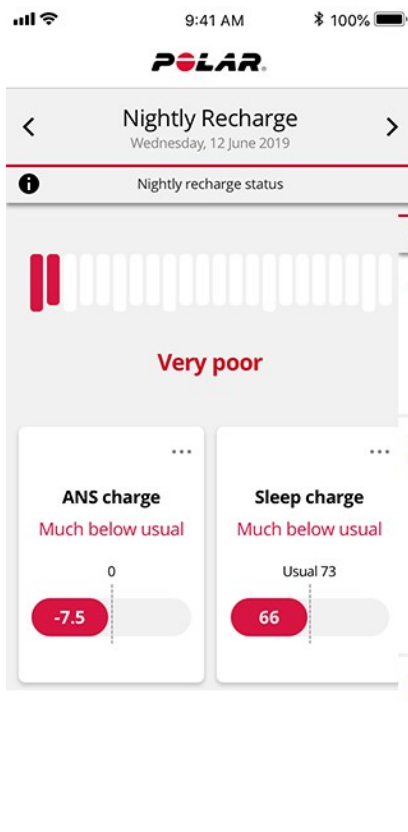 9:41 AM 100%
POLAR.
Nightly Recharge
Wednesday, 12 June 2019
Nightly recharge status
Very poor
ANS charge
Much below usual
0
-7.5
Sleep charge
Much below usual
Usual 73
66